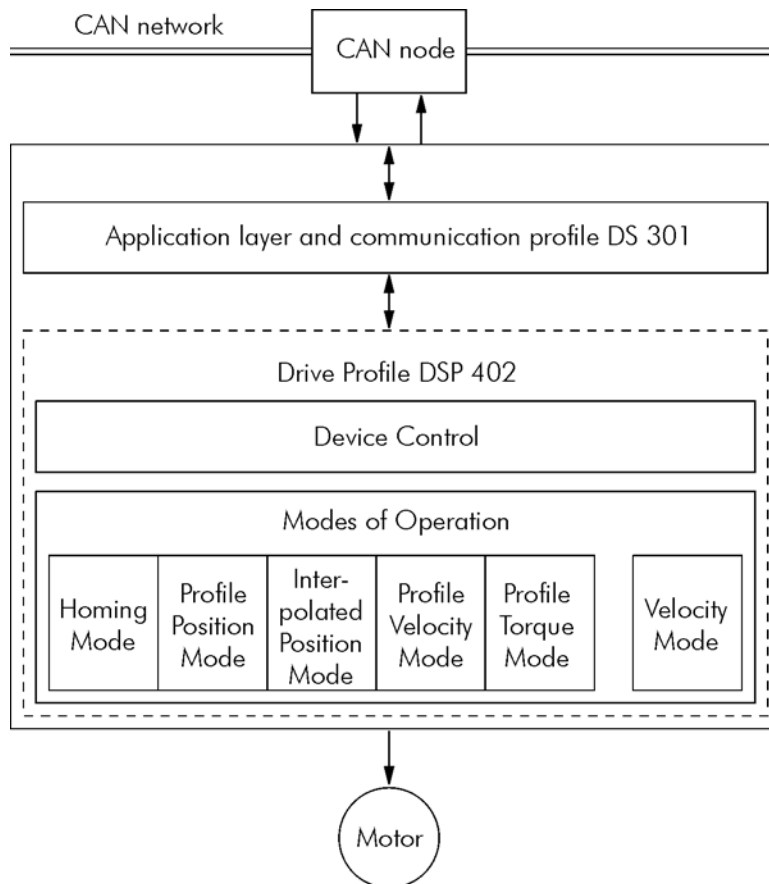 CAN network
CAN node
Application layer and communication profile DS 301
Drive Profile DSP 402
Device Control
Modes of Operation
Homing
Mode
Profile
Position
Mode
Inter-
polated
Position
Mode
Profile
Velocity
Mode
Profile
Torque
Mode
Velocity
Mode
Motor